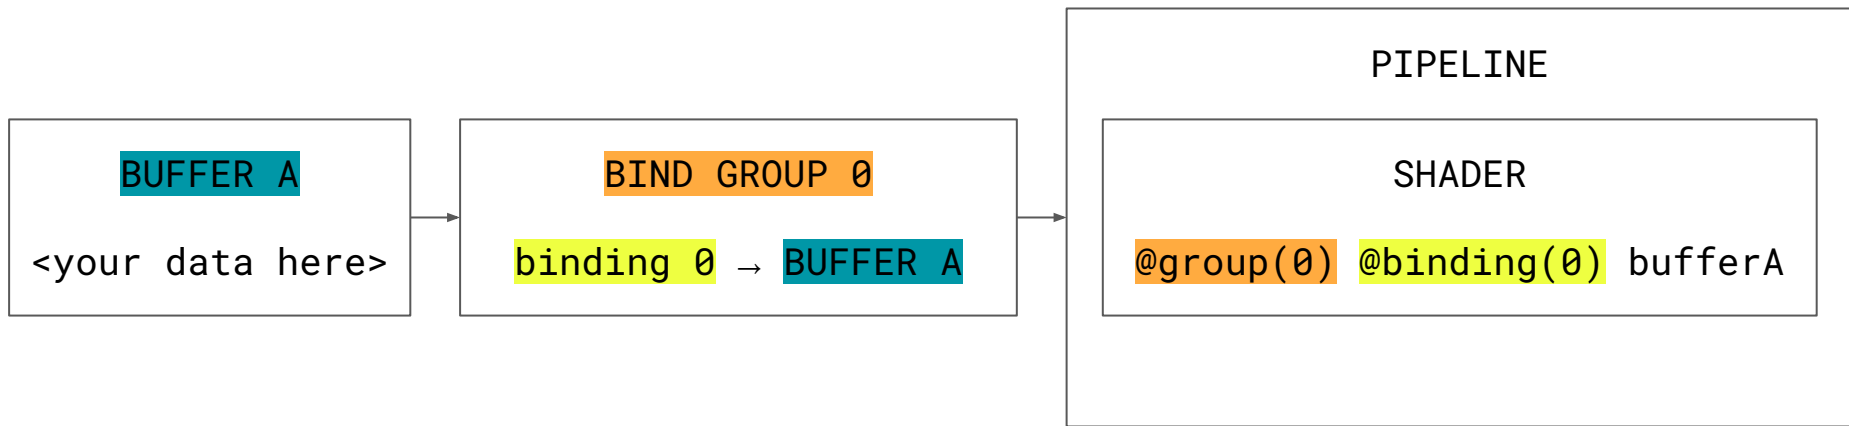 BUFFER A
<your data here>
BIND GROUP 0
binding 0 → BUFFER A
PIPELINE
SHADER
@group(0) @binding(0) bufferA